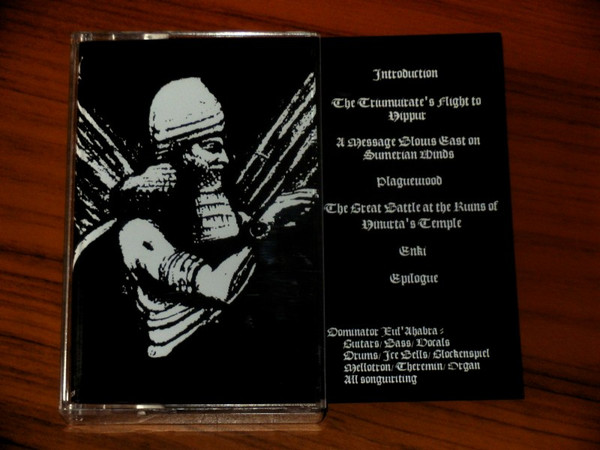 Introduction
The Triumvirate's Flight to
Nippur
A Message Blows East on
Sumerian Winds
Plaguewood
The Great Battle at the Ruins of
Ninurta's Temple
Enki
Epilogue
Dominator Eul'Ahabra :
Guitars/ Bass/ Vocals
Drums/ Ice Bells/ Glockenspiel
Mellotron/ Theremin/ Organ
All songwriting